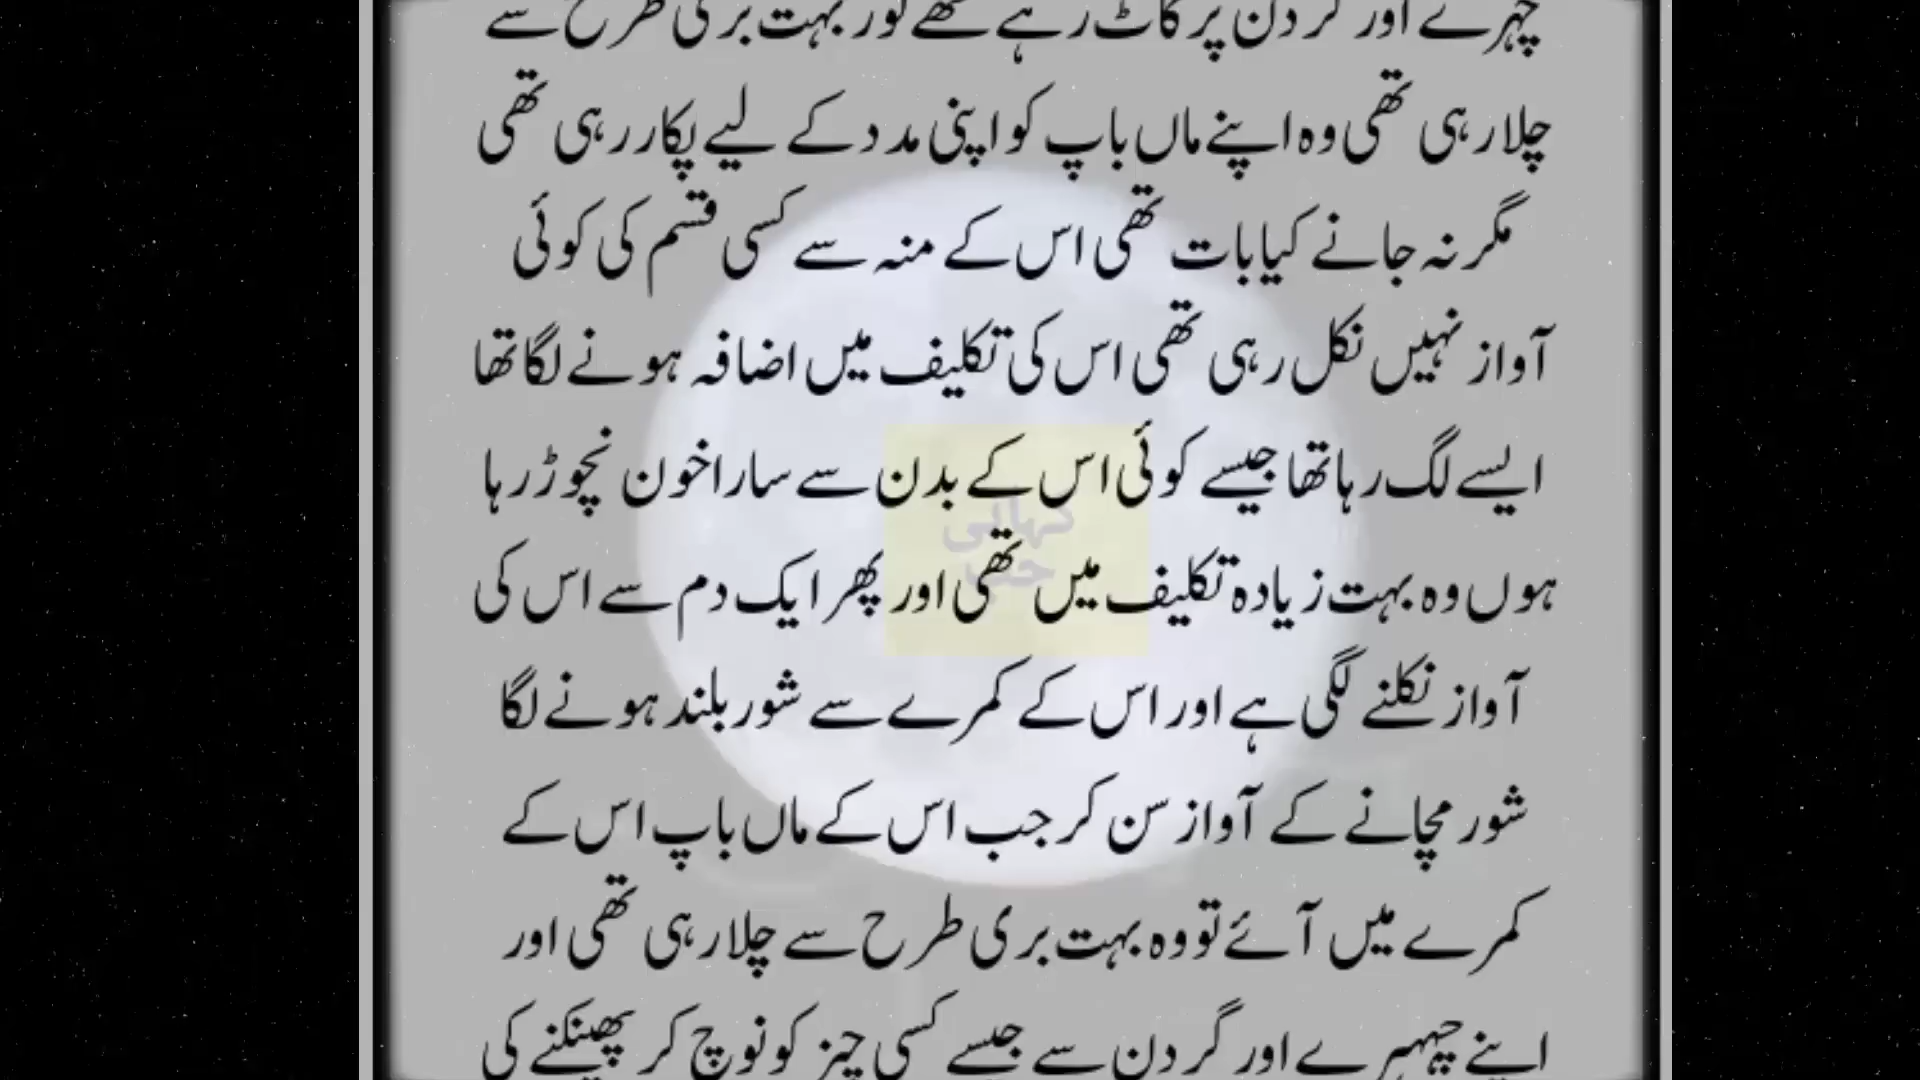 چہرے اور گردن پر کاٹ رہے تھے نور بہت بری طرح سے
چلا رہی تھی وہ اپنے ماں باپ کو اپنی مدد کے لیے پکار رہی تھی
مگر نہ جانے کیا بات تھی اس کے منہ سے کسی قسم کی کوئی
آواز نہیں نکل رہی تھی اس کی تکلیف میں اضافہ ہونے لگا تھا
ایسے لگ رہا تھا جیسے کوئی اس کے بدن سے سارا خون نچوڑ رہا
ہوں وہ بہت زیادہ تکلیف میں تھی اور پھر ایک دم سے اس کی
آواز نکلنے لگی ہے اور اس کے کمرے سے شور بلند ہونے لگا
شور مچانے کے آواز سن کر جب اس کے ماں باپ اس کے
کمرے میں آئے تو وہ بہت بری طرح سے چلا رہی تھی اور
اپنے چہرے اور گردن سے جیسے کسی چیز کو نوچ کر پھینکنے کی
کہانی